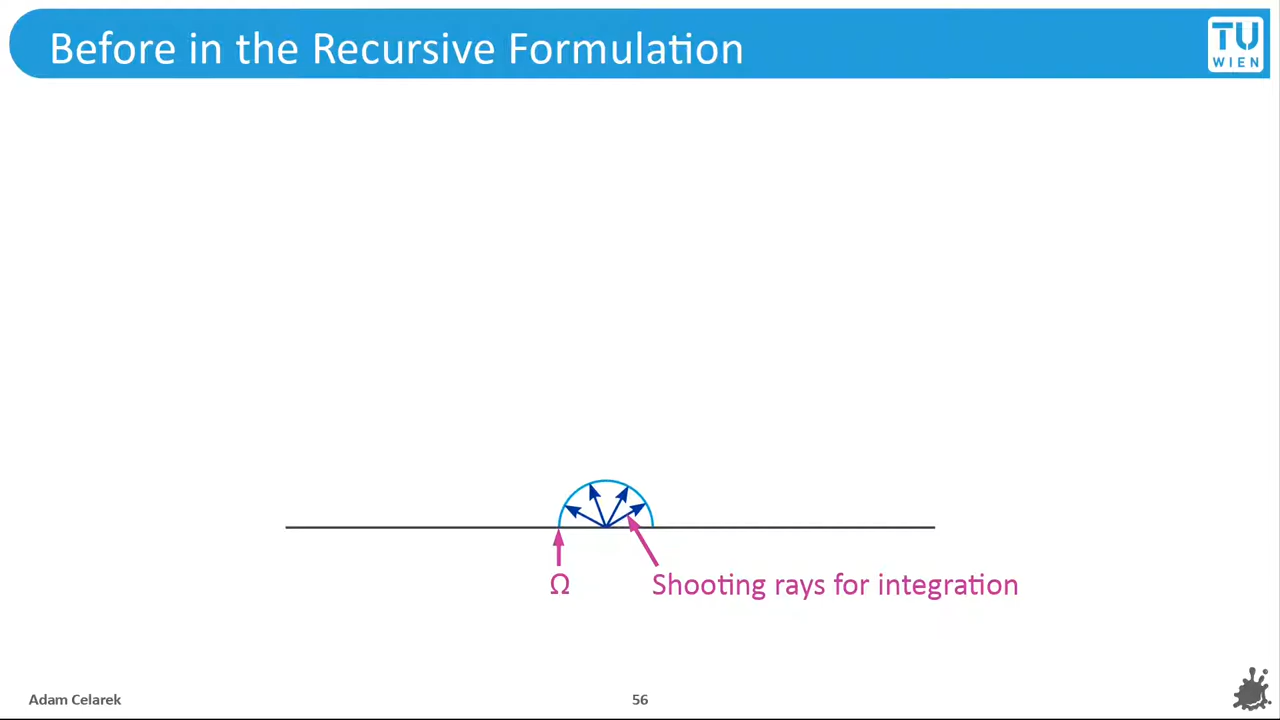 Before in the Recursive Formulation
TU
WIEN
Ω
Shooting rays for integration
Adam Celarek
56